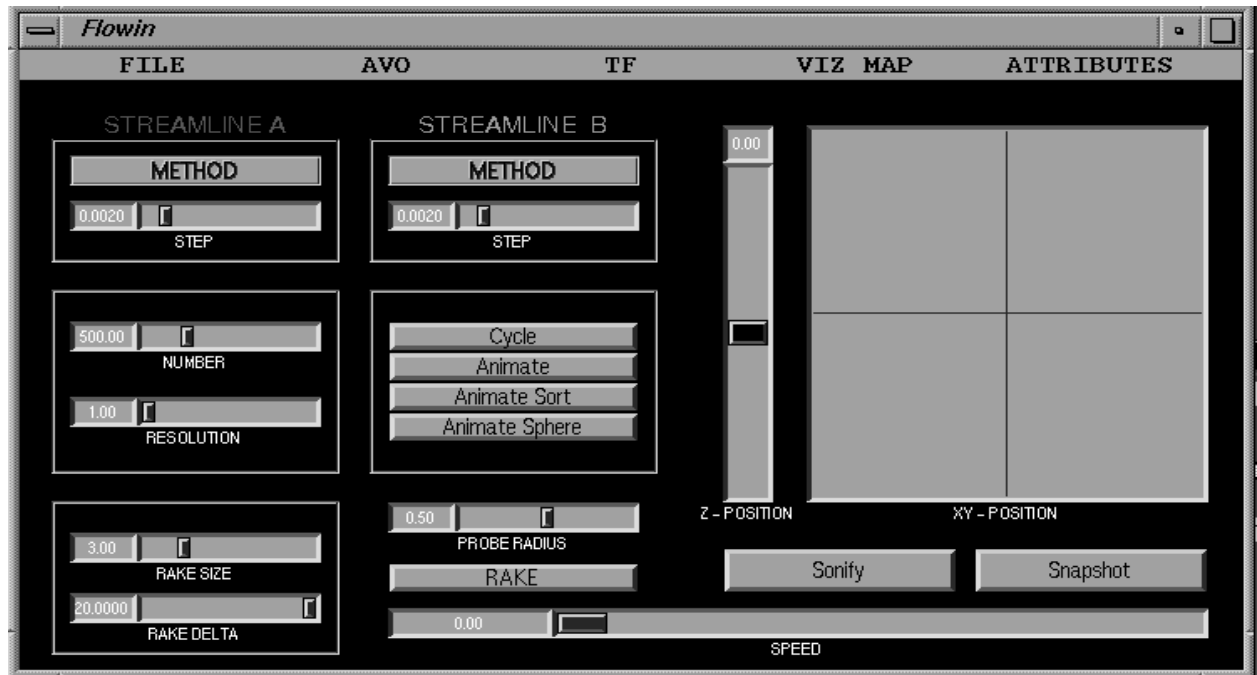 Flowin
FILE AVO TF VIZ MAP ATTRIBUTES
STREAMLINE A
METHOD
0.0020
STEP
500.00
NUMBER
1.00
RESOLUTION
3.00
RAKE SIZE
20.0000
RAKE DELTA
STREAMLINE B
METHOD
0.0020
STEP
Cycle
Animate
Animate Sort
Animate Sphere
0.50
PROBE RADIUS
RAKE
0.00
Z-POSITION
XY-POSITION
Sonify
Snapshot
0.00
SPEED